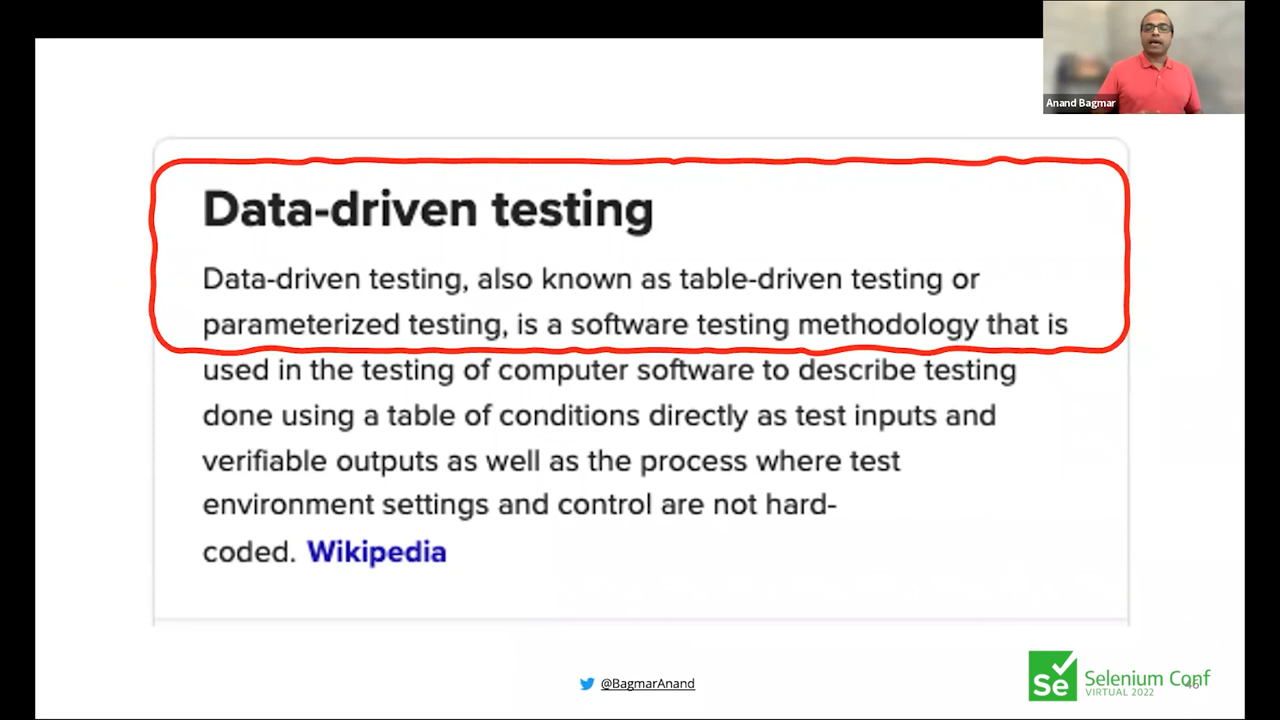 Anand Bagmar
Data-driven testing
Data-driven testing, also known as table-driven testing or
parameterized testing, is a software testing methodology that is
used in the testing of computer software to describe testing
done using a table of conditions directly as test inputs and
verifiable outputs as well as the process where test
environment settings and control are not hard-
coded. Wikipedia
@BagmarAnand
Se
Selenium Conf
VIRTUAL 2022
46